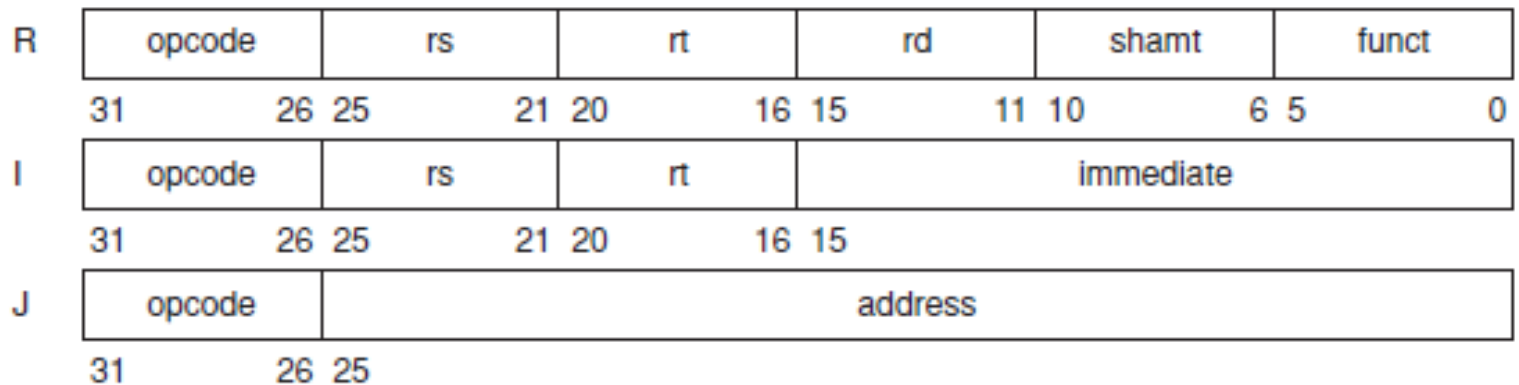 R opcode rs rt rd shamt funct
31 26 25 21 20 16 15 11 10 6 5 0
I opcode rs rt immediate
31 26 25 21 20 16 15
J opcode address
31 26 25